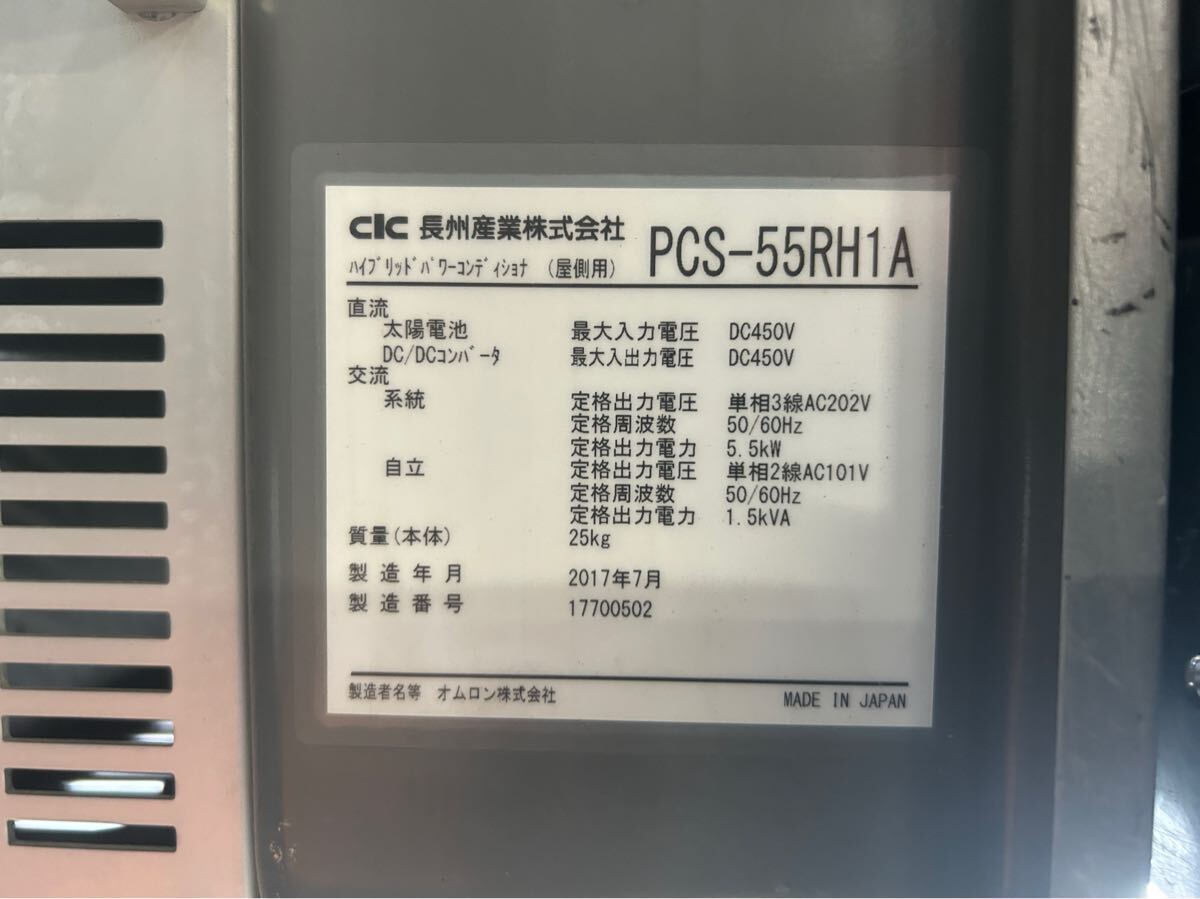 CIC 長州産業株式会社 PCS-55RH1A
ﾊｲﾌﾞﾘｯﾄﾞﾊﾟﾜｰｺﾝﾃﾞｨｼｮﾅ (屋側用)
直流
太陽電池 最大入力電圧 DC450V
DC/DCｺﾝﾊﾞｰﾀ 最大入出力電圧 DC450V
交流
系統 定格出力電圧 単相3線AC202V
定格周波数 50/60Hz
定格出力電力 5.5kW
自立 定格出力電圧 単相2線AC101V
定格周波数 50/60Hz
定格出力電力 1.5kVA
質量(本体) 25kg
製造年月 2017年7月
製造番号 17700502
製造者名等 オムロン株式会社 MADE IN JAPAN